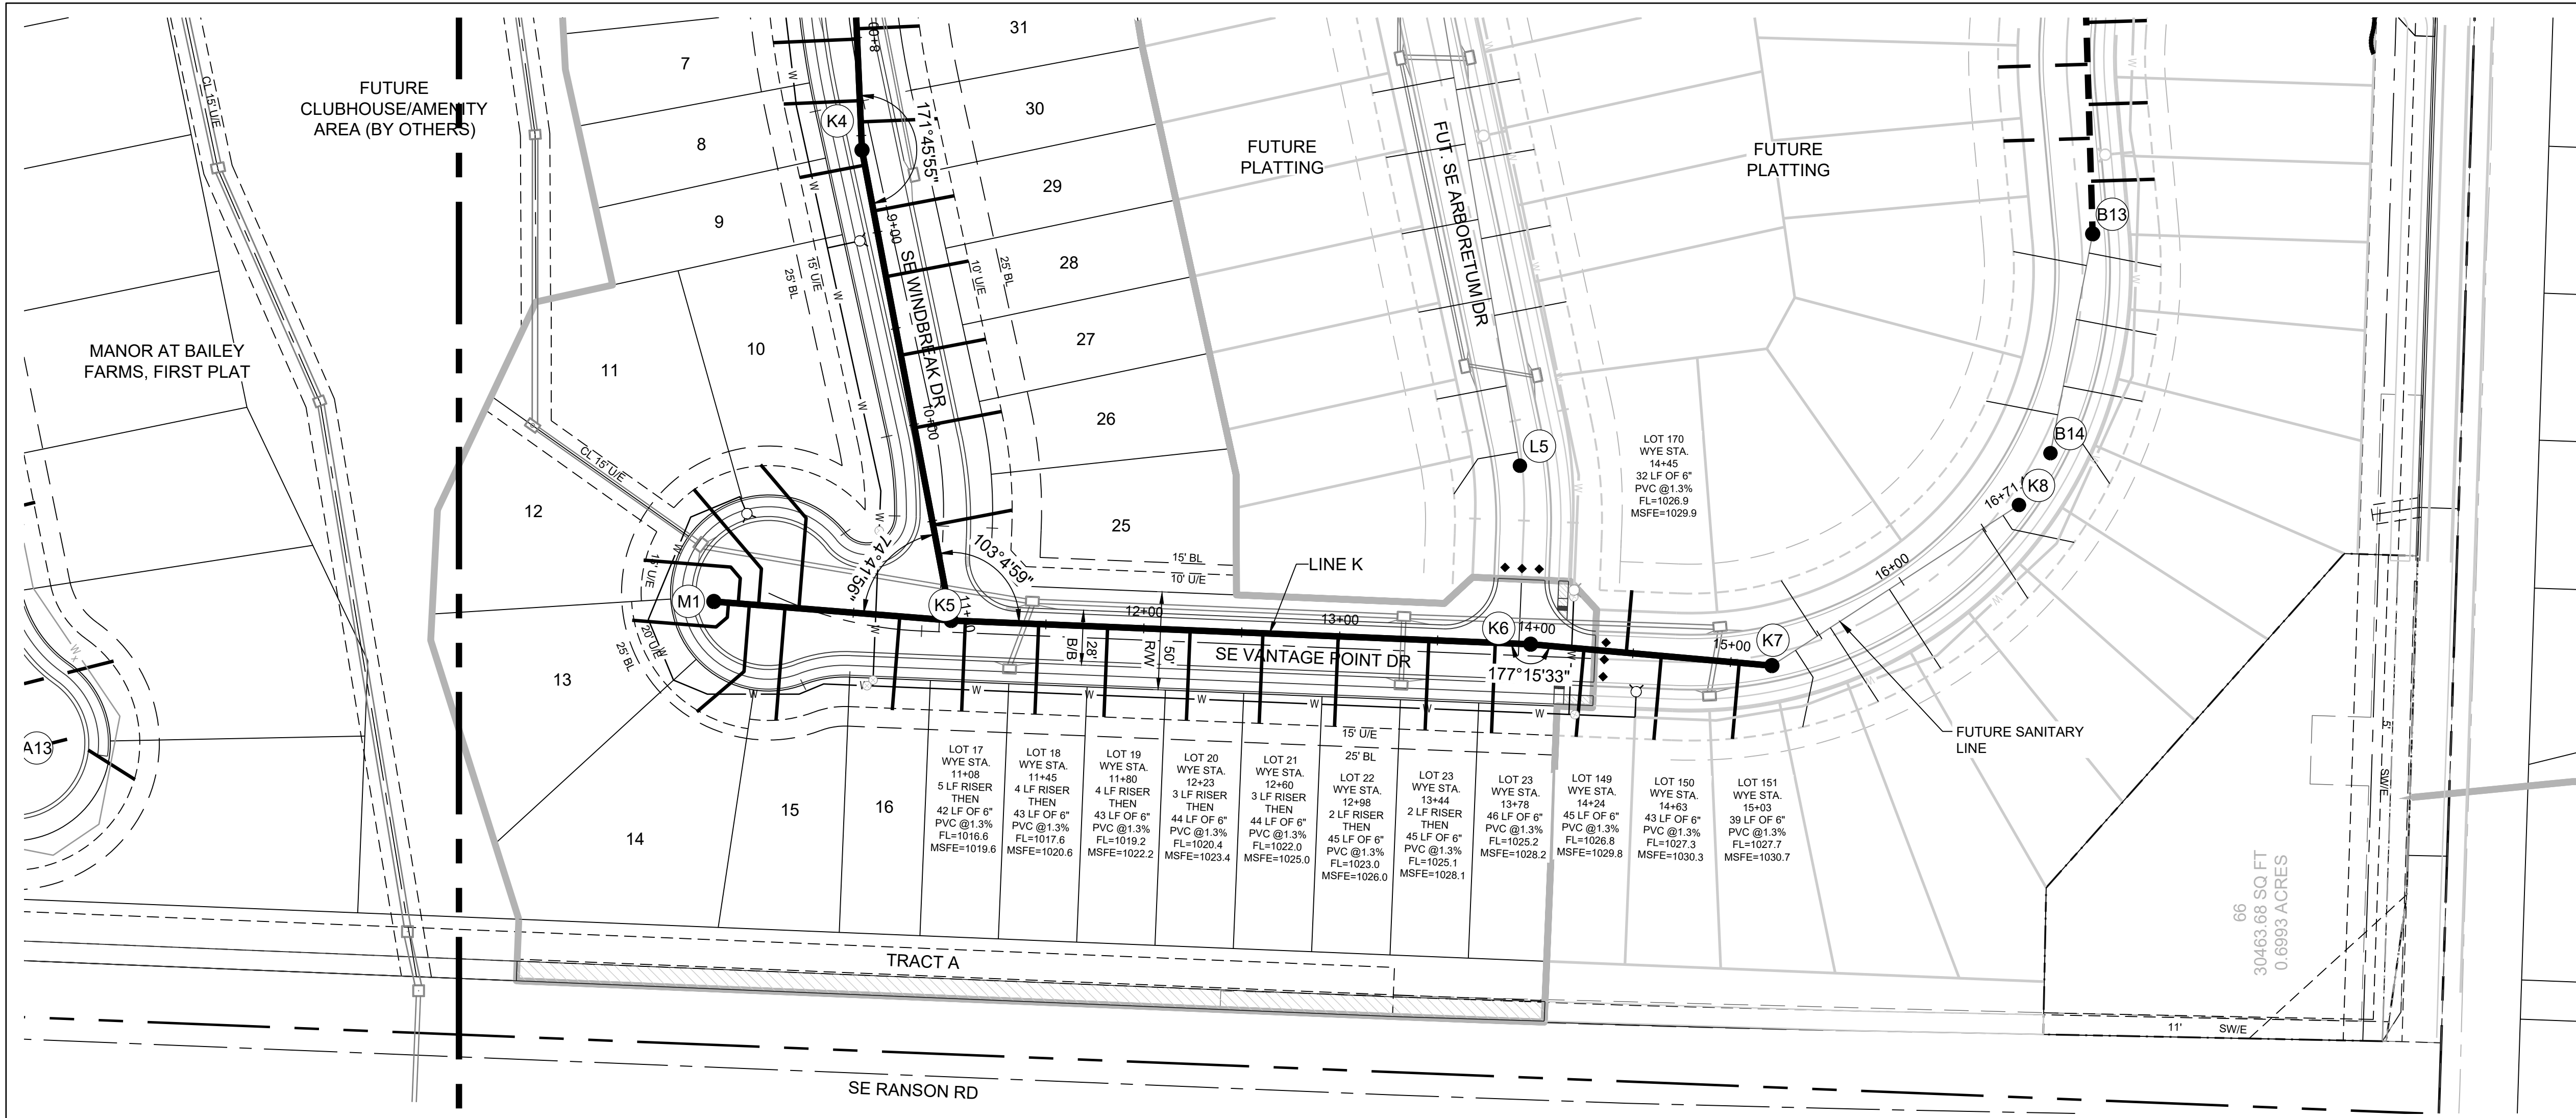 FUTURE
CLUBHOUSE/AMENITY
AREA (BY OTHERS)
MANOR AT BAILEY
FARMS, FIRST PLAT
CL 15' U/E
CL 15' U/E
7
8
9
10
11
12
13
14
15
16
31
30
29
28
27
26
25
K4
171°45'55"
8+00
9+00
10+00
SE WINDBREAK DR
25' BL
15' U/E
10' U/E
25' BL
FUTURE
PLATTING
FUT. SE ARBORETUM DR
FUTURE
PLATTING
B13
B14
K8
16+71.
16+00
L5
LOT 170
WYE STA.
14+45
32 LF OF 6"
PVC @1.3%
FL=1026.9
MSFE=1029.9
74°41'56"
103°4'59"
15' BL
10' U/E
LINE K
M1
K5
12+00
13+00
K6
14+00
15+00
K7
177°15'33"
28'
B/B
50'
R/W
SE VANTAGE POINT DR
20' U/E
25' BL
15' U/E
25' BL
FUTURE SANITARY
LINE
A13
LOT 17
WYE STA.
11+08
5 LF RISER
THEN
42 LF OF 6"
PVC @1.3%
FL=1016.6
MSFE=1019.6
LOT 18
WYE STA.
11+45
4 LF RISER
THEN
43 LF OF 6"
PVC @1.3%
FL=1017.6
MSFE=1020.6
LOT 19
WYE STA.
11+80
4 LF RISER
THEN
43 LF OF 6"
PVC @1.3%
FL=1019.2
MSFE=1022.2
LOT 20
WYE STA.
12+23
3 LF RISER
THEN
44 LF OF 6"
PVC @1.3%
FL=1020.4
MSFE=1023.4
LOT 21
WYE STA.
12+60
3 LF RISER
THEN
44 LF OF 6"
PVC @1.3%
FL=1022.0
MSFE=1025.0
LOT 22
WYE STA.
12+98
2 LF RISER
THEN
45 LF OF 6"
PVC @1.3%
FL=1023.0
MSFE=1026.0
LOT 23
WYE STA.
13+44
2 LF RISER
THEN
45 LF OF 6"
PVC @1.3%
FL=1025.1
MSFE=1028.1
LOT 23
WYE STA.
13+78
46 LF OF 6"
PVC @1.3%
FL=1025.2
MSFE=1028.2
LOT 149
WYE STA.
14+24
45 LF OF 6"
PVC @1.3%
FL=1026.8
MSFE=1029.8
LOT 150
WYE STA.
14+63
43 LF OF 6"
PVC @1.3%
FL=1027.3
MSFE=1030.3
LOT 151
WYE STA.
15+03
39 LF OF 6"
PVC @1.3%
FL=1027.7
MSFE=1030.7
66
30463.68 SQ FT
0.6993 ACRES
5'
SW/E
11'
SW/E
TRACT A
SE RANSON RD